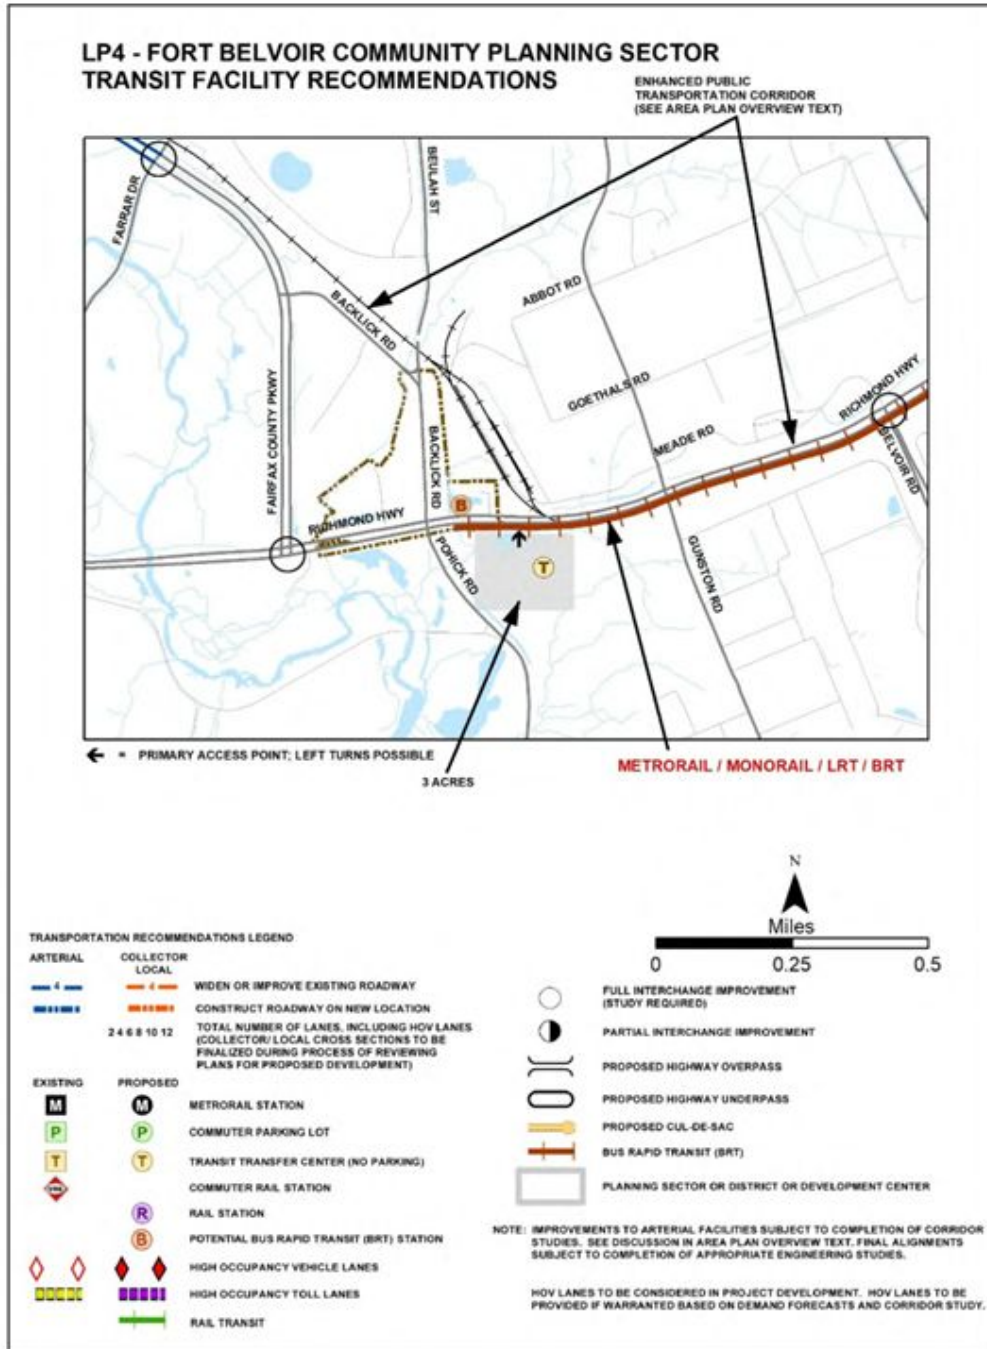 LP4 - FORT BELVOIR COMMUNITY PLANNING SECTOR
TRANSIT FACILITY RECOMMENDATIONS
ENHANCED PUBLIC
TRANSPORTATION CORRIDOR
(SEE AREA PLAN OVERVIEW TEXT)
FARRAR DR
BEULAH ST
BACKLICK RD
ABBOT RD
GOETHALS RD
MEADE RD
RICHMOND HWY
BELVOIR RD
FAIRFAX COUNTY PKWY
BACKLICK RD
RICHMOND HWY
B
T
POHICK RD
GUNSTON RD
= PRIMARY ACCESS POINT; LEFT TURNS POSSIBLE
3 ACRES
METRORAIL / MONORAIL / LRT / BRT
N
Miles
0 0.25 0.5
TRANSPORTATION RECOMMENDATIONS LEGEND
ARTERIAL COLLECTOR
LOCAL
4 4 WIDEN OR IMPROVE EXISTING ROADWAY
CONSTRUCT ROADWAY ON NEW LOCATION
2 4 6 8 10 12 TOTAL NUMBER OF LANES, INCLUDING HOV LANES
(COLLECTOR/ LOCAL CROSS SECTIONS TO BE
FINALIZED DURING PROCESS OF REVIEWING
PLANS FOR PROPOSED DEVELOPMENT)
EXISTING PROPOSED
M M METRORAIL STATION
P P COMMUTER PARKING LOT
T T TRANSIT TRANSFER CENTER (NO PARKING)
COMMUTER RAIL STATION
R RAIL STATION
B POTENTIAL BUS RAPID TRANSIT (BRT) STATION
HIGH OCCUPANCY VEHICLE LANES
HIGH OCCUPANCY TOLL LANES
RAIL TRANSIT
FULL INTERCHANGE IMPROVEMENT
(STUDY REQUIRED)
PARTIAL INTERCHANGE IMPROVEMENT
PROPOSED HIGHWAY OVERPASS
PROPOSED HIGHWAY UNDERPASS
PROPOSED CUL-DE-SAC
BUS RAPID TRANSIT (BRT)
PLANNING SECTOR OR DISTRICT OR DEVELOPMENT CENTER
NOTE: IMPROVEMENTS TO ARTERIAL FACILITIES SUBJECT TO COMPLETION OF CORRIDOR
STUDIES. SEE DISCUSSION IN AREA PLAN OVERVIEW TEXT. FINAL ALIGNMENTS
SUBJECT TO COMPLETION OF APPROPRIATE ENGINEERING STUDIES.
HOV LANES TO BE CONSIDERED IN PROJECT DEVELOPMENT. HOV LANES TO BE
PROVIDED IF WARRANTED BASED ON DEMAND FORECASTS AND CORRIDOR STUDY.